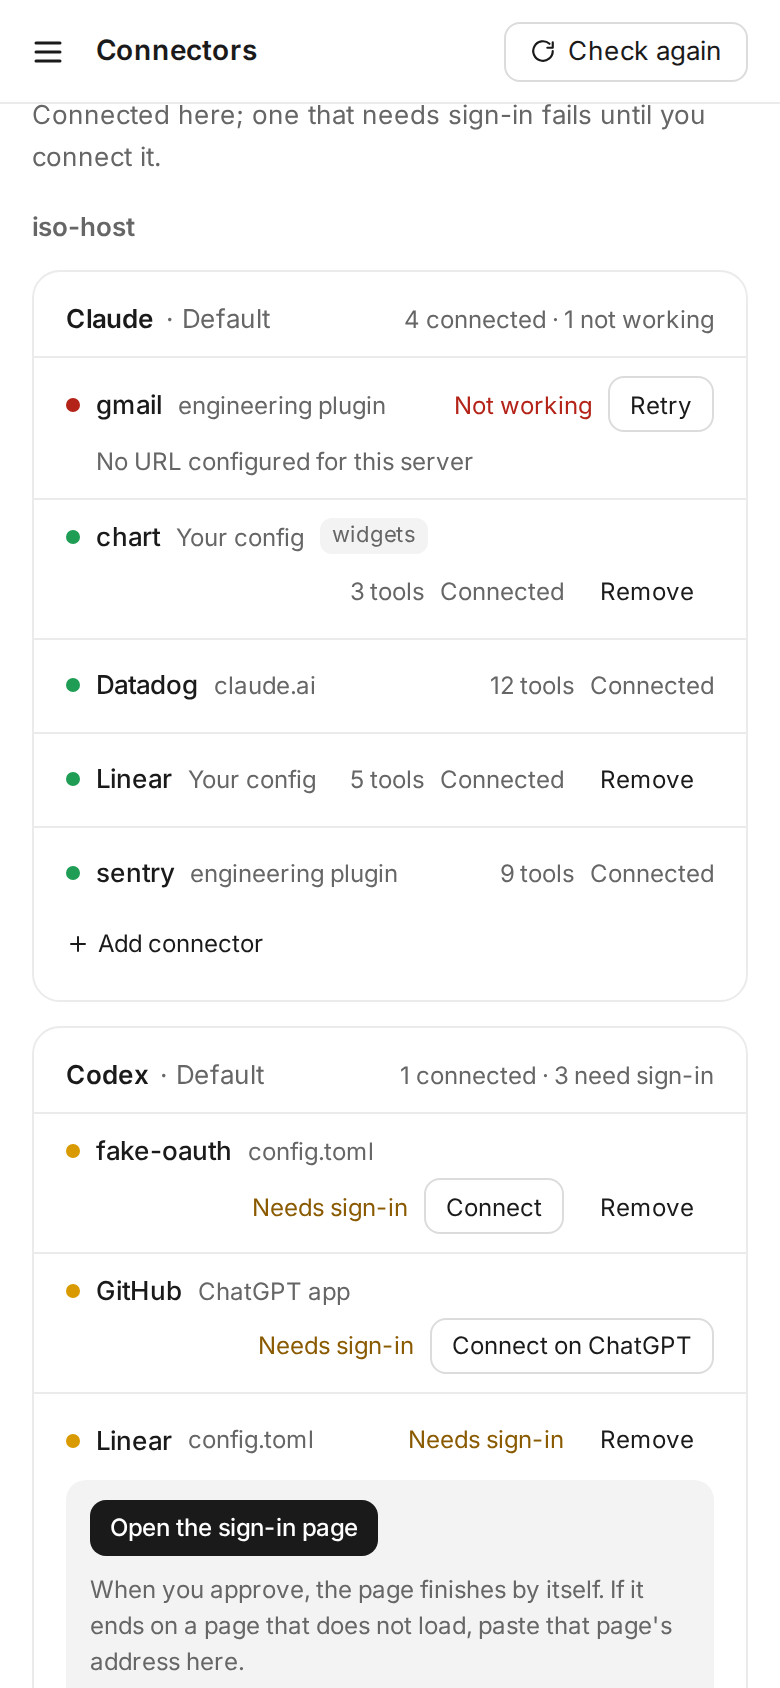 Connectors
Check again
Connected here; one that needs sign-in fails until you
connect it.
iso-host
Claude · Default 4 connected · 1 not working
gmail engineering plugin Not working Retry
No URL configured for this server
chart Your config widgets
3 tools Connected Remove
Datadog claude.ai 12 tools Connected
Linear Your config 5 tools Connected Remove
sentry engineering plugin 9 tools Connected
+ Add connector
Codex · Default 1 connected · 3 need sign-in
fake-oauth config.toml
Needs sign-in Connect Remove
GitHub ChatGPT app
Needs sign-in Connect on ChatGPT
Linear config.toml Needs sign-in Remove
Open the sign-in page
When you approve, the page finishes by itself. If it
ends on a page that does not load, paste that page's
address here.